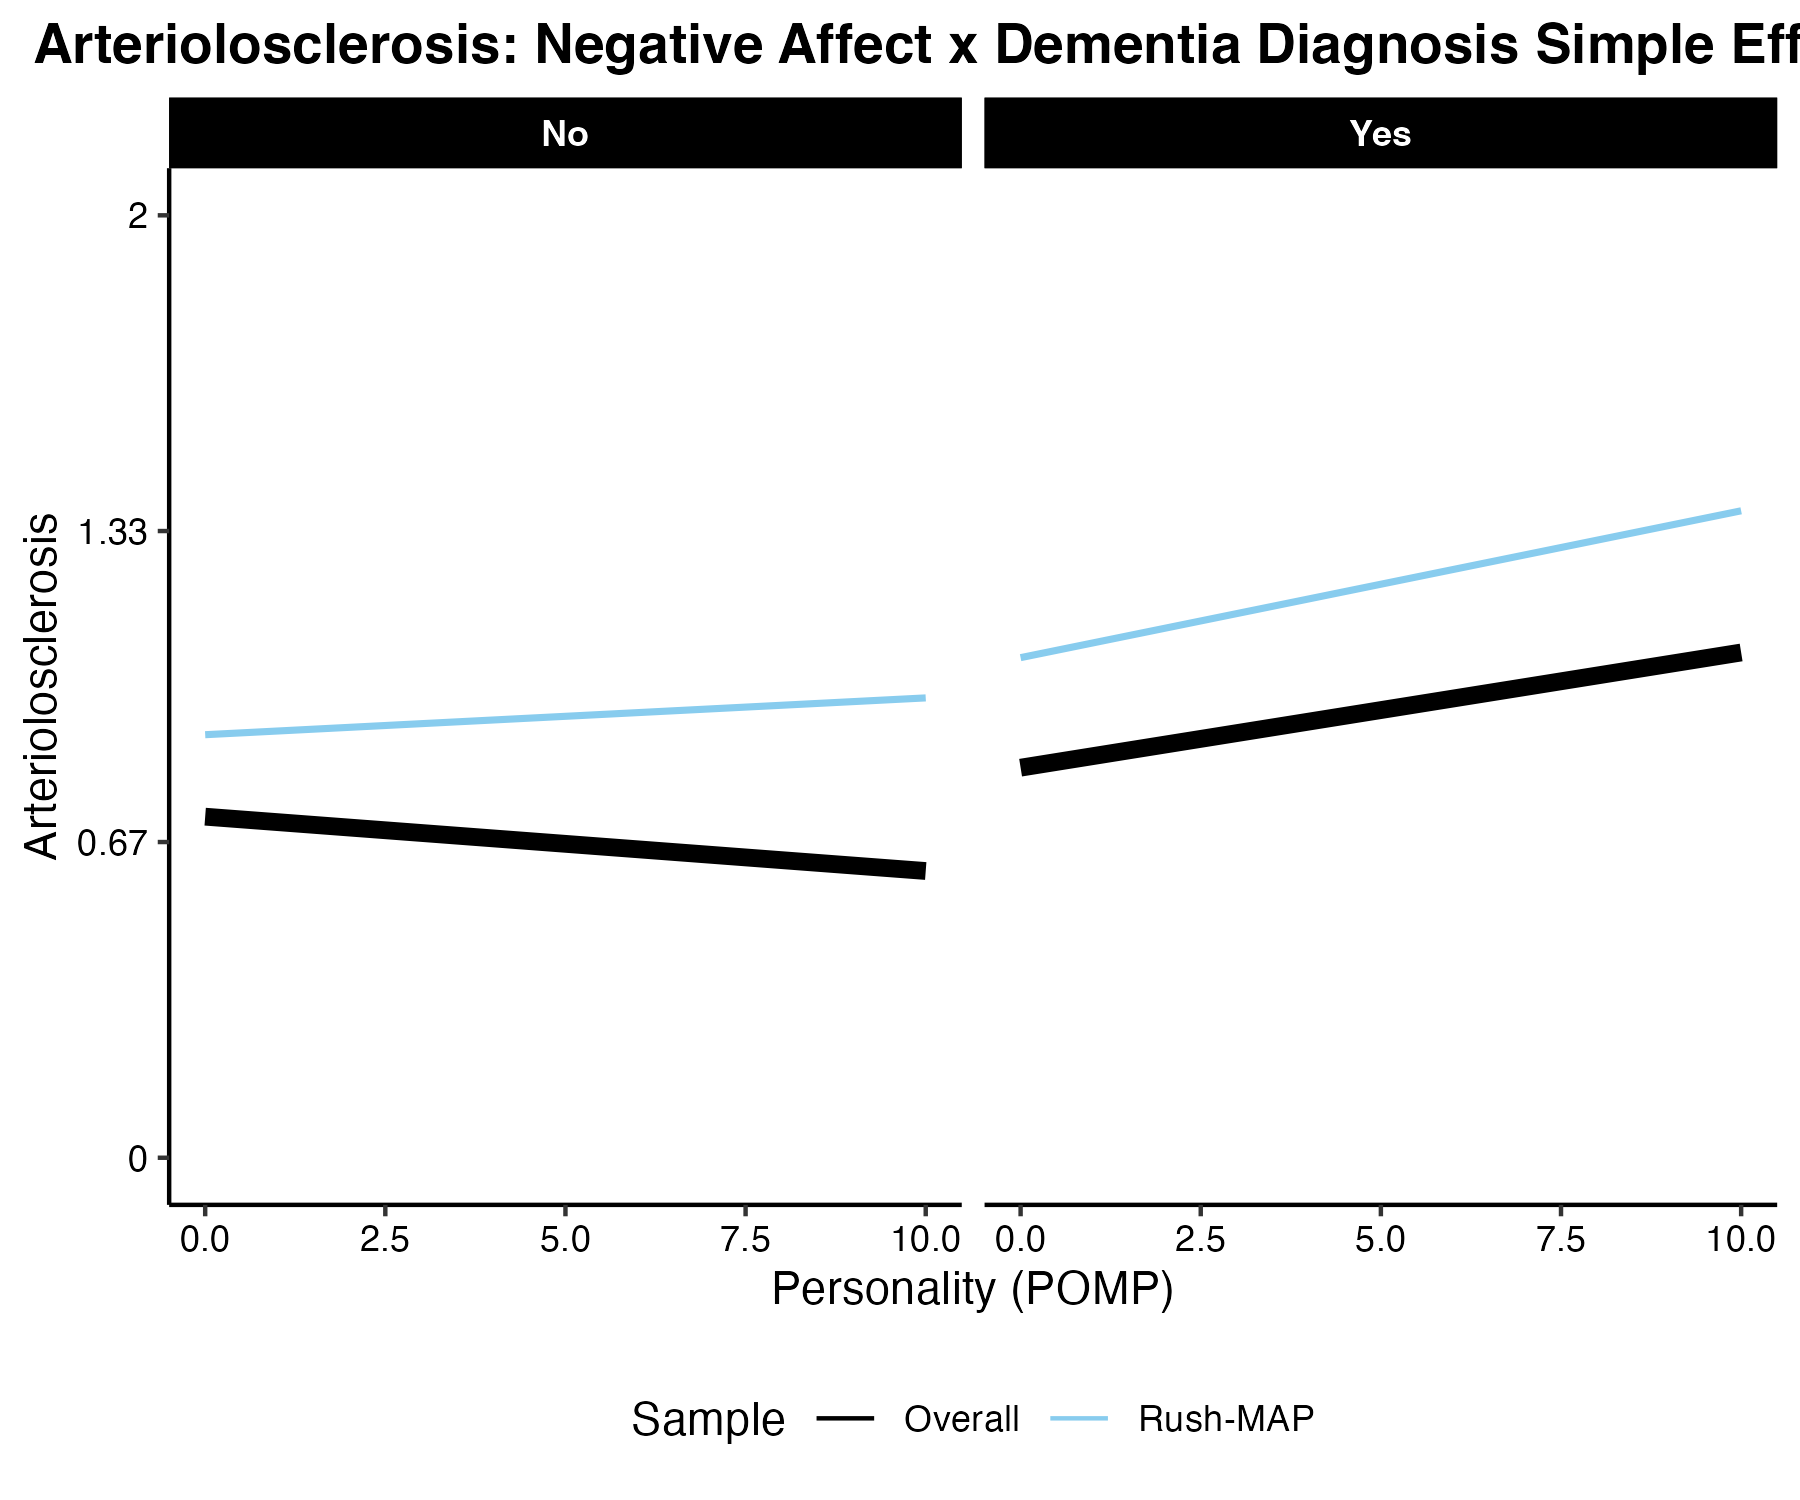 Arteriolosclerosis: Negative Affect x Dementia Diagnosis Simple Eff
No
Yes
2
1.33
0.67
0
Arteriolosclerosis
0.0 2.5 5.0 7.5 10.0 0.0 2.5 5.0 7.5 10.0
Personality (POMP)
Sample Overall Rush-MAP